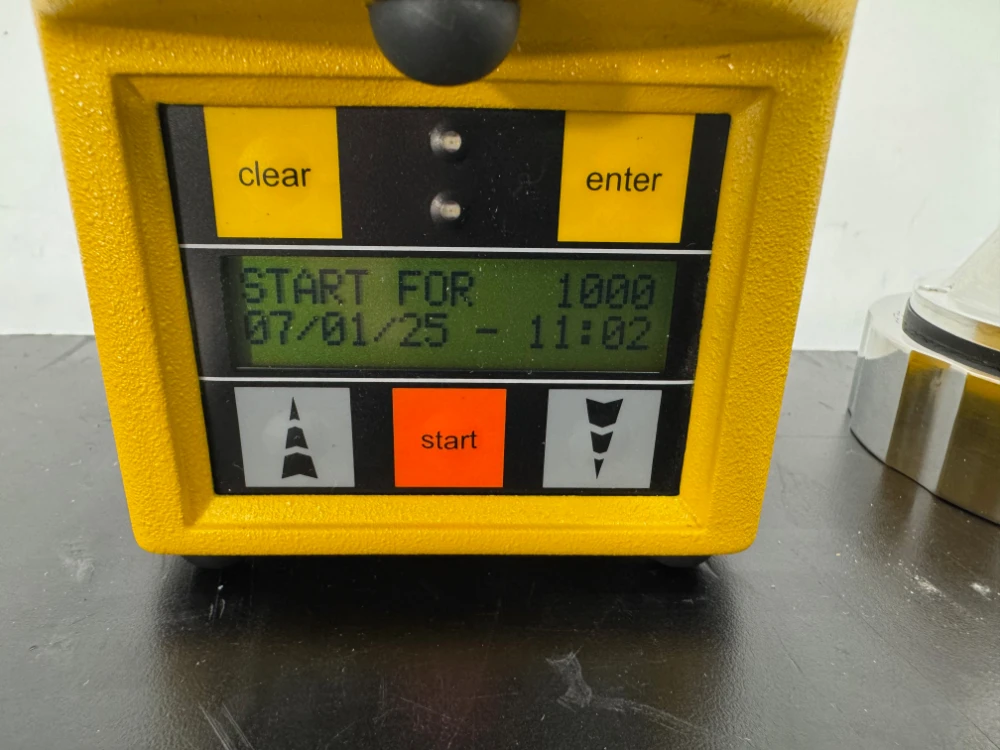 clear
enter
START FOR 1000
07/01/25 - 11:02
start